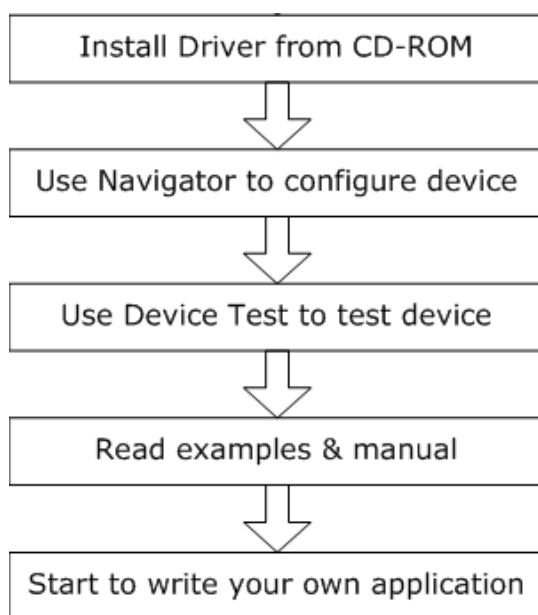 Install Driver from CD-ROM
Use Navigator to configure device
Use Device Test to test device
Read examples & manual
Start to write your own application